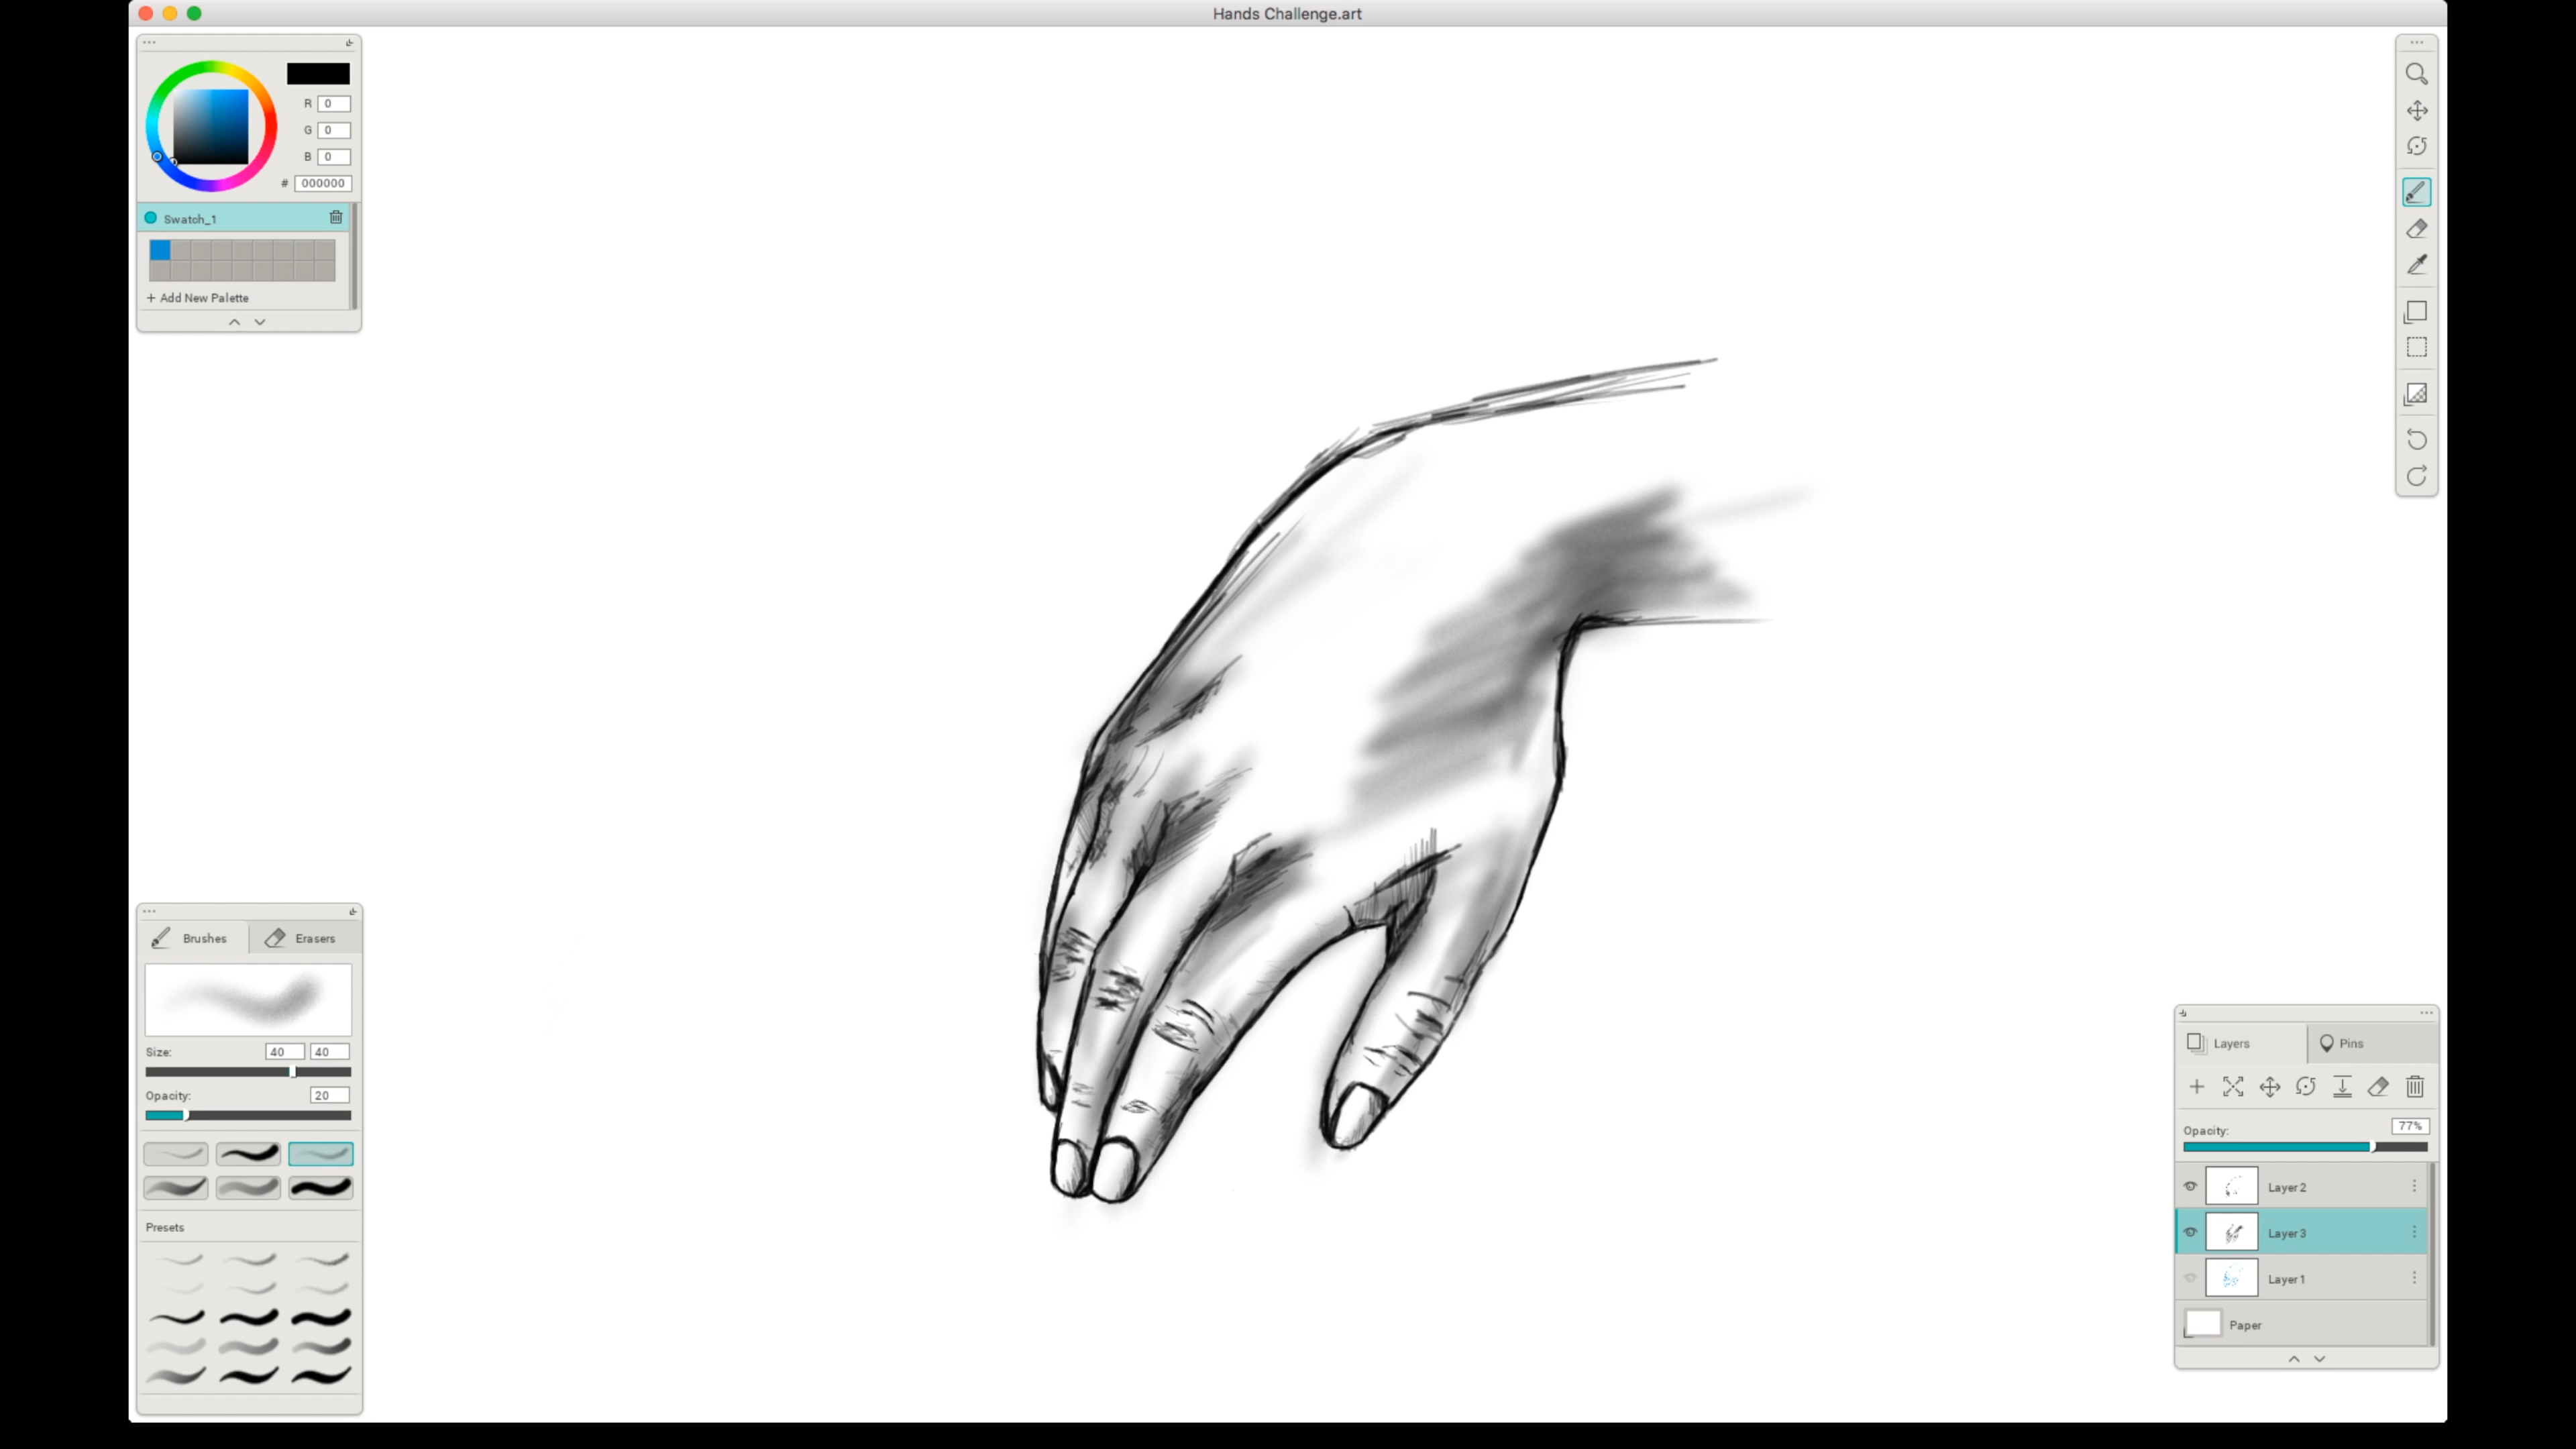 Hands Challenge.art
R 0
G 0
B 0
# 000000
Swatch_1
+ Add New Palette
Brushes Erasers
Size: 40 40
Opacity: 20
Presets
Layers Pins
Opacity: 77%
Layer 2
Layer 3
Layer 1
Paper